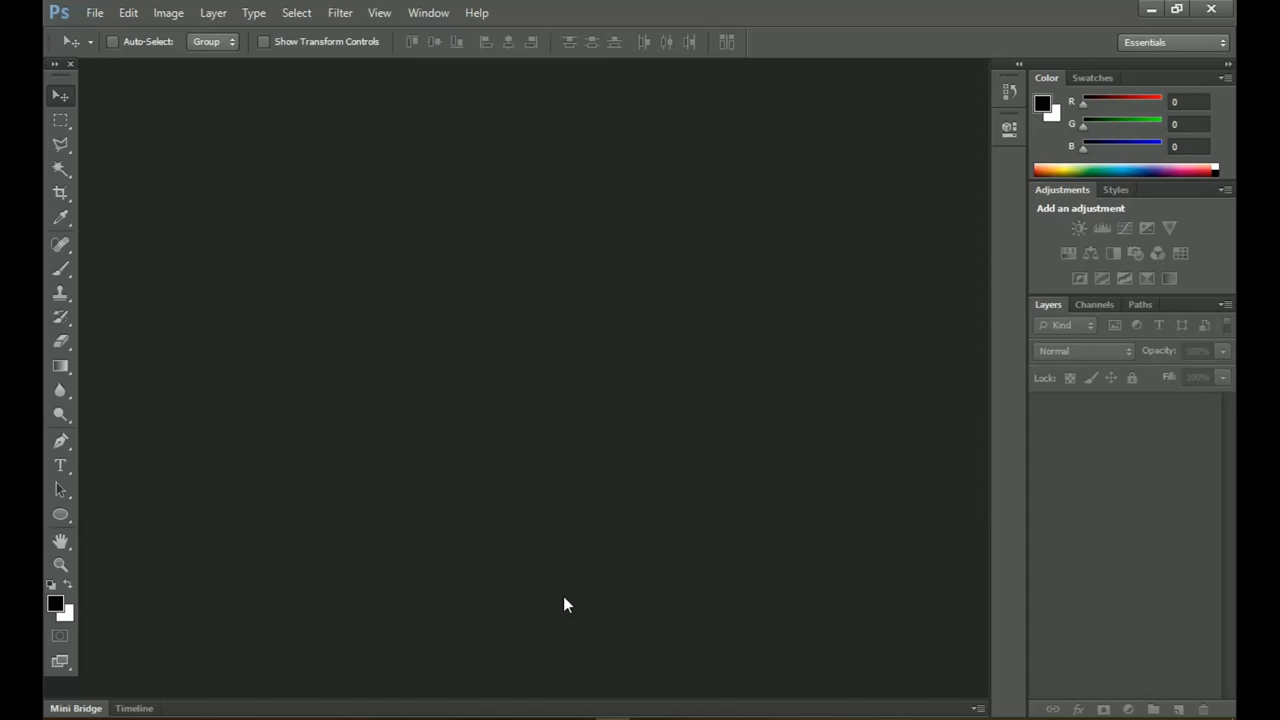 Ps File Edit Image Layer Type Select Filter View Window Help
Auto-Select: Group Show Transform Controls Essentials
Color Swatches
R 0
G 0
B 0
Adjustments Styles
Add an adjustment
Layers Channels Paths
Kind T
Normal Opacity: 100%
Lock: Fill: 100%
T
fx
Mini Bridge Timeline